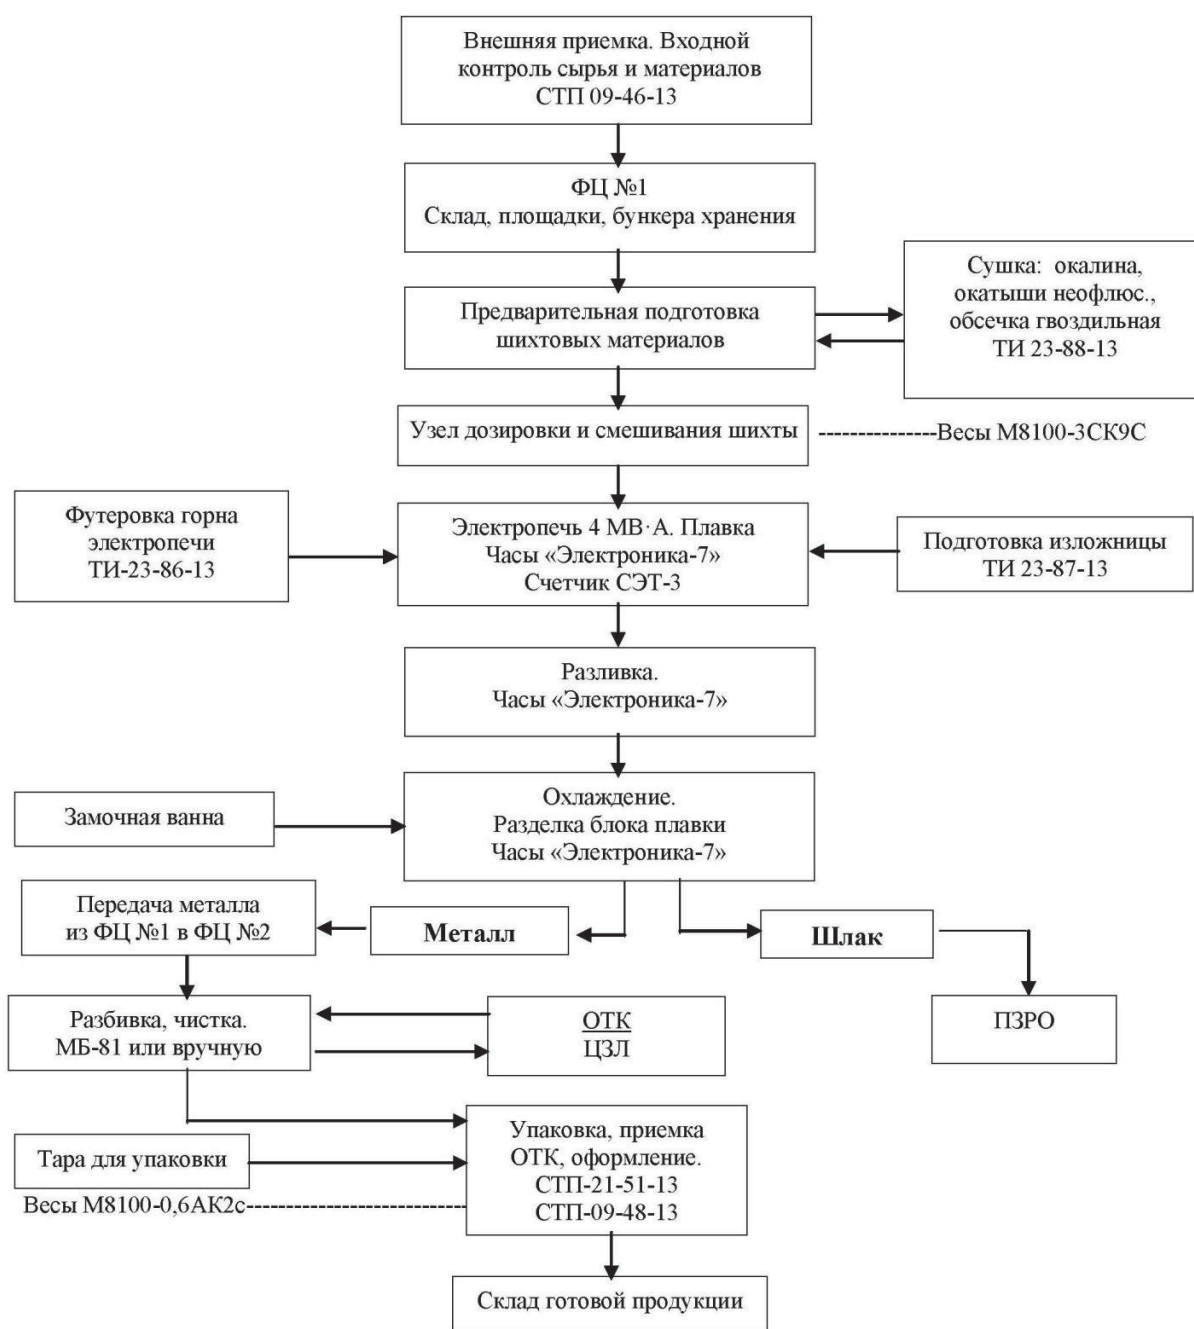 Внешняя приемка. Входной
контроль сырья и материалов
СТП 09-46-13
ФЦ №1
Склад, площадки, бункера хранения
Предварительная подготовка
шихтовых материалов
Сушка: окалина,
окатыши неофлюс.,
обсечка гвоздильная
ТИ 23-88-13
Узел дозировки и смешивания шихты
Весы М8100-3СК9С
Футеровка горна
электропечи
ТИ-23-86-13
Электропечь 4 МВ·А. Плавка
Часы «Электроника-7»
Счетчик СЭТ-3
Подготовка изложницы
ТИ 23-87-13
Разливка.
Часы «Электроника-7»
Замочная ванна
Охлаждение.
Разделка блока плавки
Часы «Электроника-7»
Передача металла
из ФЦ №1 в ФЦ №2
Металл
Шлак
Разбивка, чистка.
МБ-81 или вручную
ОТК
ЦЗЛ
ПЗРО
Тара для упаковки
Весы М8100-0,6АК2с
Упаковка, приемка
ОТК, оформление.
СТП-21-51-13
СТП-09-48-13
Склад готовой продукции